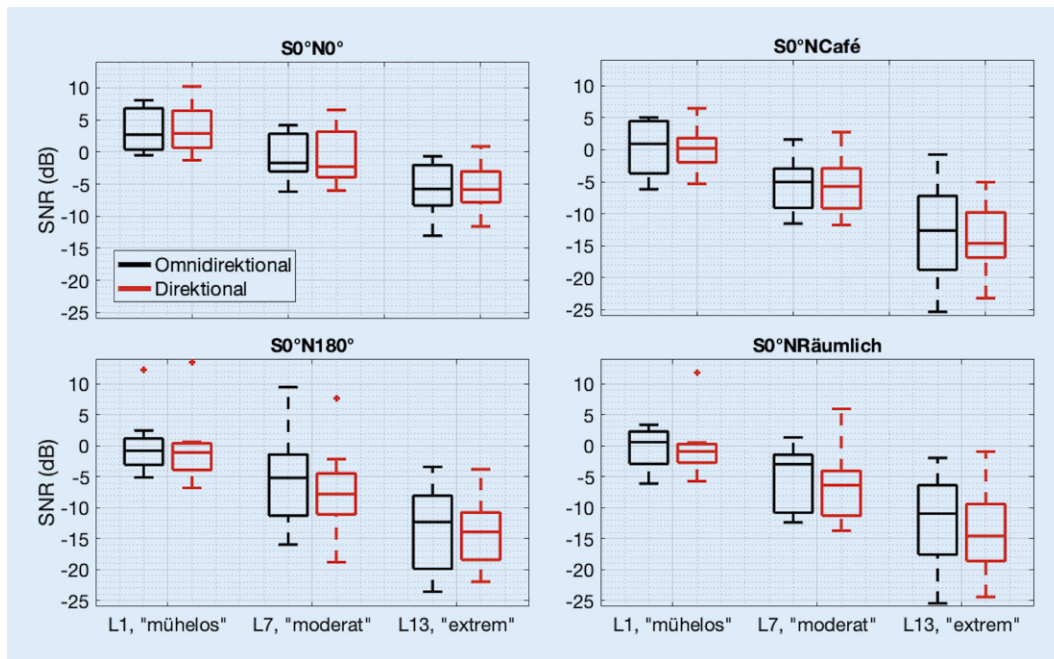 S0°N0°
10
5
0
-5
-10
-15
-20
-25
SNR (dB)
Omnidirektional
Direktional
S0°NCafé
10
5
0
-5
-10
-15
-20
-25
S0°N180°
10
5
0
-5
-10
-15
-20
-25
SNR (dB)
L1, "mühelos"
L7, "moderat"
L13, "extrem"
S0°NRäumlich
10
5
0
-5
-10
-15
-20
-25
L1, "mühelos"
L7, "moderat"
L13, "extrem"